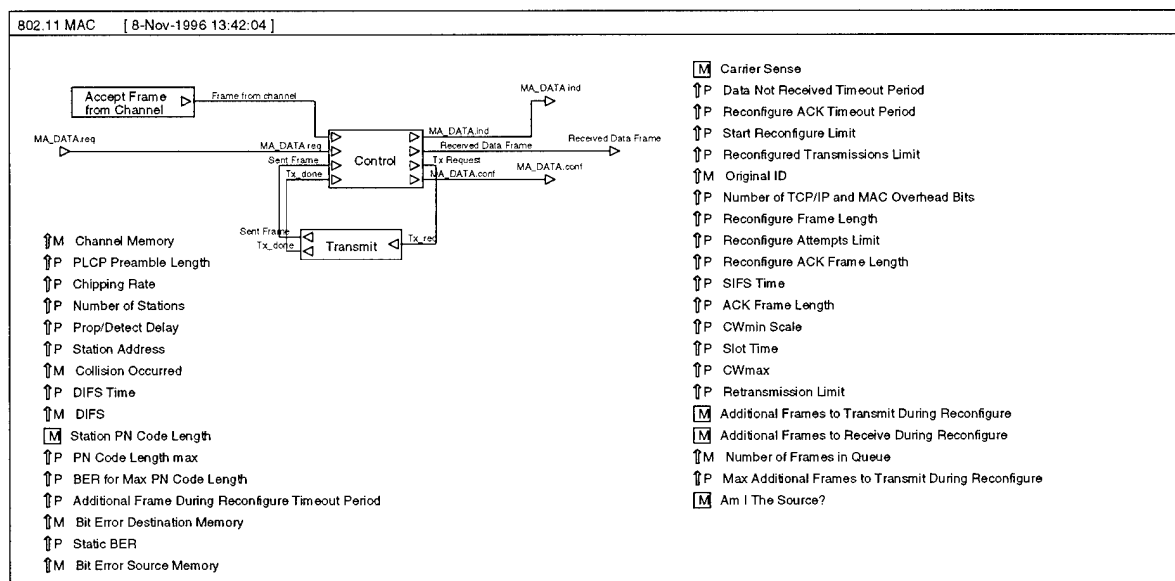 802.11 MAC [ 8-Nov-1996 13:42:04 ]
Accept Frame
from Channel
Frame from channel
MA_DATA.ind
MA_DATA.req
MA_DATA.req
Sent Frame
Tx_done
Control
MA_DATA.ind
Received Data Frame
Tx Request
MA_DATA.conf
Received Data Frame
MA_DATA.conf
Sent Frame
Tx_done
Transmit
Tx_req
⇑M Channel Memory
⇑P PLCP Preamble Length
⇑P Chipping Rate
⇑P Number of Stations
⇑P Prop/Detect Delay
⇑P Station Address
⇑M Collision Occurred
⇑P DIFS Time
⇑M DIFS
M Station PN Code Length
⇑P PN Code Length max
⇑P BER for Max PN Code Length
⇑P Additional Frame During Reconfigure Timeout Period
⇑M Bit Error Destination Memory
⇑P Static BER
⇑M Bit Error Source Memory
M Carrier Sense
⇑P Data Not Received Timeout Period
⇑P Reconfigure ACK Timeout Period
⇑P Start Reconfigure Limit
⇑P Reconfigured Transmissions Limit
⇑M Original ID
⇑P Number of TCP/IP and MAC Overhead Bits
⇑P Reconfigure Frame Length
⇑P Reconfigure Attempts Limit
⇑P Reconfigure ACK Frame Length
⇑P SIFS Time
⇑P ACK Frame Length
⇑P CWmin Scale
⇑P Slot Time
⇑P CWmax
⇑P Retransmission Limit
M Additional Frames to Transmit During Reconfigure
M Additional Frames to Receive During Reconfigure
⇑M Number of Frames in Queue
⇑P Max Additional Frames to Transmit During Reconfigure
M Am I The Source?